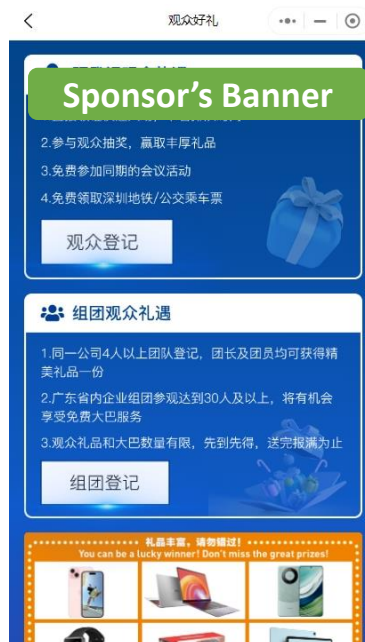 观众好礼
Sponsor's Banner
2.参与观众抽奖，赢取丰厚礼品
3.免费参加同期的会议活动
4.免费领取深圳地铁/公交乘车票
观众登记
组团观众礼遇
1.同一公司4人以上团队登记，团长及团员均可获得精
美礼品一份
2.广东省内企业组团参观达到30人及以上，将有机会
享受免费大巴服务
3.观众礼品和大巴数量有限，先到先得，送完报满为止
组团登记
礼品丰富，请勿错过！
You can be a lucky winner! Don't miss the great prizes!